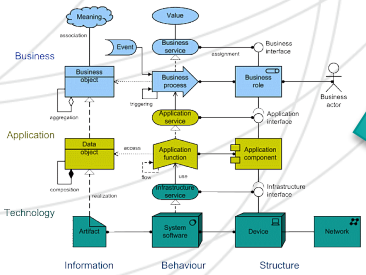 Meaning
Value
association
Event
Business
service
Business
interface
assignment
Business
Business
object
Business
process
Business
role
Business
actor
triggering
aggregation
Application
service
Application
interface
Application
Data
object
access
Application
function
Application
component
flow
use
composition
Infrastructure
service
Infrastructure
interface
realization
Technology
Artifact
System
software
Device
Network
Information
Behaviour
Structure